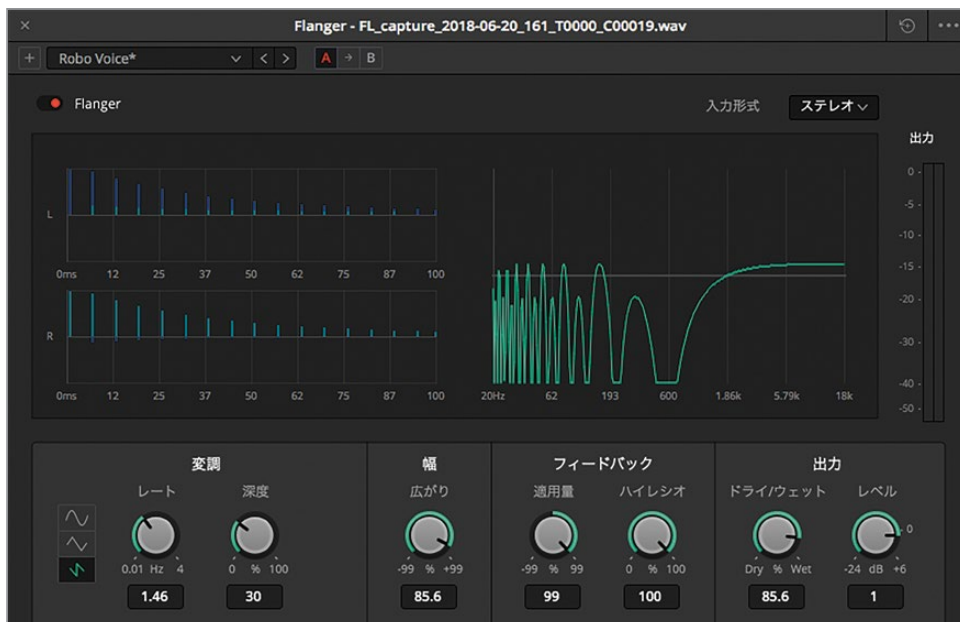 × Flanger - FL_capture_2018-06-20_161_T0000_C00019.wav •••
+ Robo Voice* < > A → B
Flanger 入力形式 ステレオ
出力
L
0ms 12 25 37 50 62 75 87 100
R
0ms 12 25 37 50 62 75 87 100
20Hz 62 193 600 1.86k 5.79k 18k
0 -
-5 -
-10 -
-15 -
-20 -
-30 -
-40 -
-50 -
変調 幅 フィードバック 出力
レート 深度 広がり 適用量 ハイレシオ ドライ/ウェット レベル
0
0.01 Hz 4 0 % 100 -99 % +99 -99 % 99 0 % 100 Dry % Wet -24 dB +6
1.46 30 85.6 99 100 85.6 1